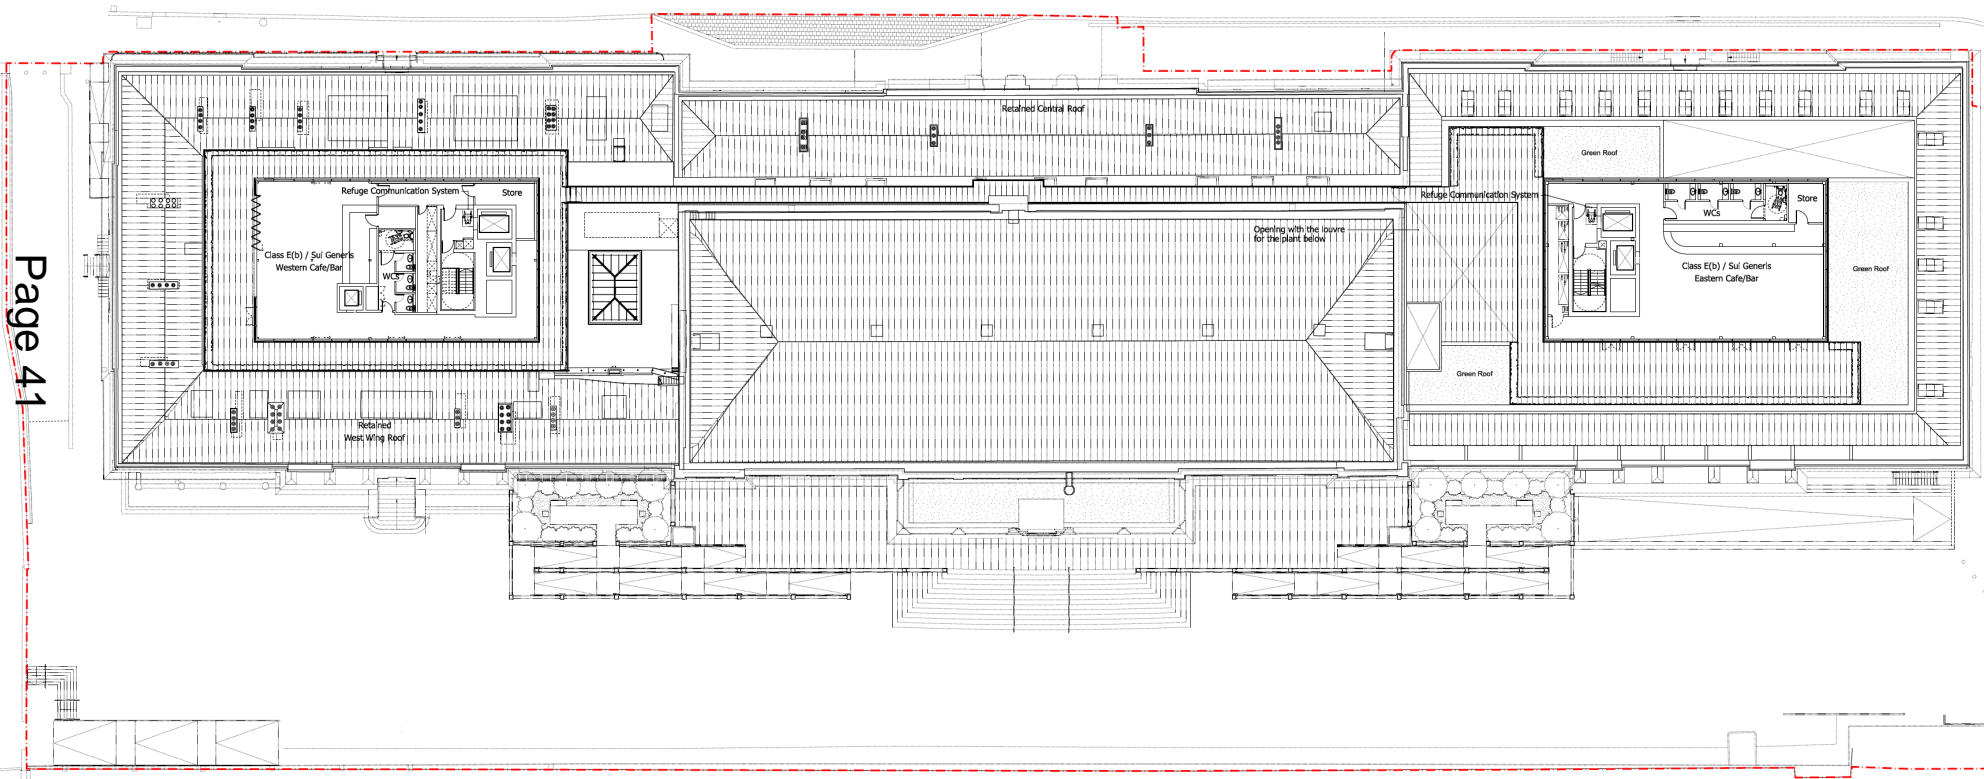 Retained Central Roof
Green Roof
Refuge Communication System
Store
Refuge Communication System
Store
WCs
Opening with the louvre
for the plant below
Class E(b) / Sui Generis
Western Cafe/Bar
WCs
Class E(b) / Sui Generis
Eastern Cafe/Bar
Green Roof
Page 41
Green Roof
Retained
West Wing Roof